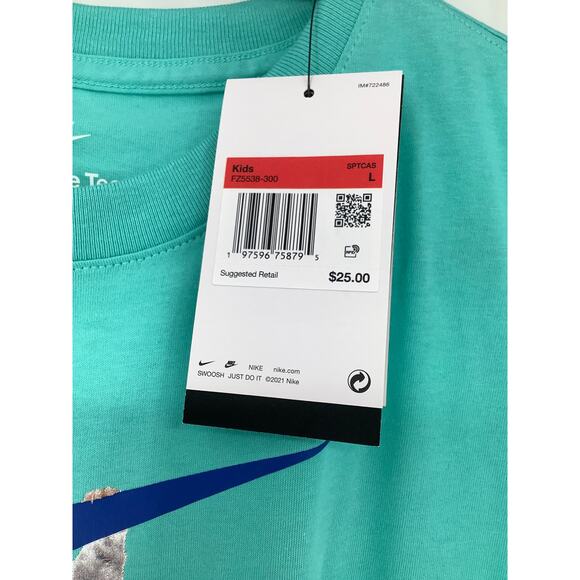 IM#722486
Kids SPTCAS
FZ5538-300 L
1 97596 75879 5
Suggested Retail $25.00
NIKE nike.com
SWOOSH JUST DO IT ©2021 Nike
e Tee